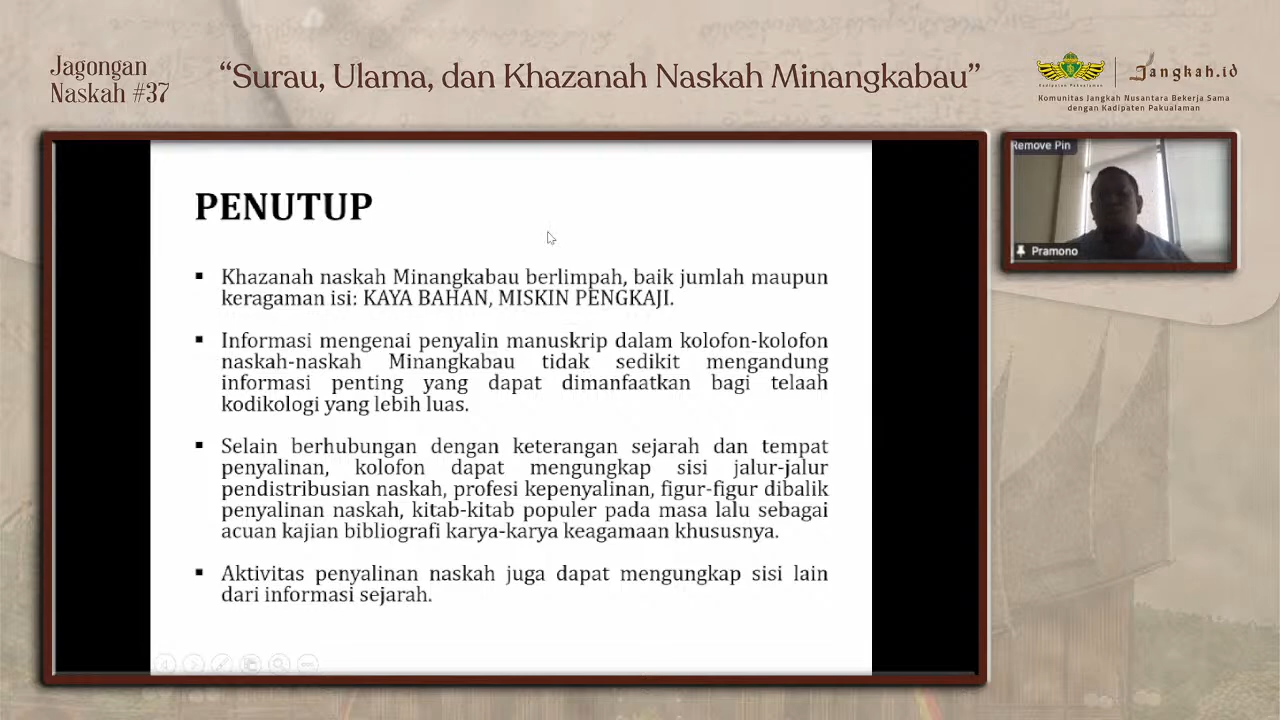 Jagongan
Naskah #37
“Surau, Ulama, dan Khazanah Naskah Minangkabau”
Kadipaten Pakualaman
Jangkah.id
Komunitas Jangkah Nusantara Bekerja Sama
dengan Kadipaten Pakualaman
Remove Pin
Pramono
PENUTUP
▪ Khazanah naskah Minangkabau berlimpah, baik jumlah maupun
keragaman isi: KAYA BAHAN, MISKIN PENGKAJI.
▪ Informasi mengenai penyalin manuskrip dalam kolofon-kolofon
naskah-naskah Minangkabau tidak sedikit mengandung
informasi penting yang dapat dimanfaatkan bagi telaah
kodikologi yang lebih luas.
▪ Selain berhubungan dengan keterangan sejarah dan tempat
penyalinan, kolofon dapat mengungkap sisi jalur-jalur
pendistribusian naskah, profesi kepenyalinan, figur-figur dibalik
penyalinan naskah, kitab-kitab populer pada masa lalu sebagai
acuan kajian bibliografi karya-karya keagamaan khususnya.
▪ Aktivitas penyalinan naskah juga dapat mengungkap sisi lain
dari informasi sejarah.